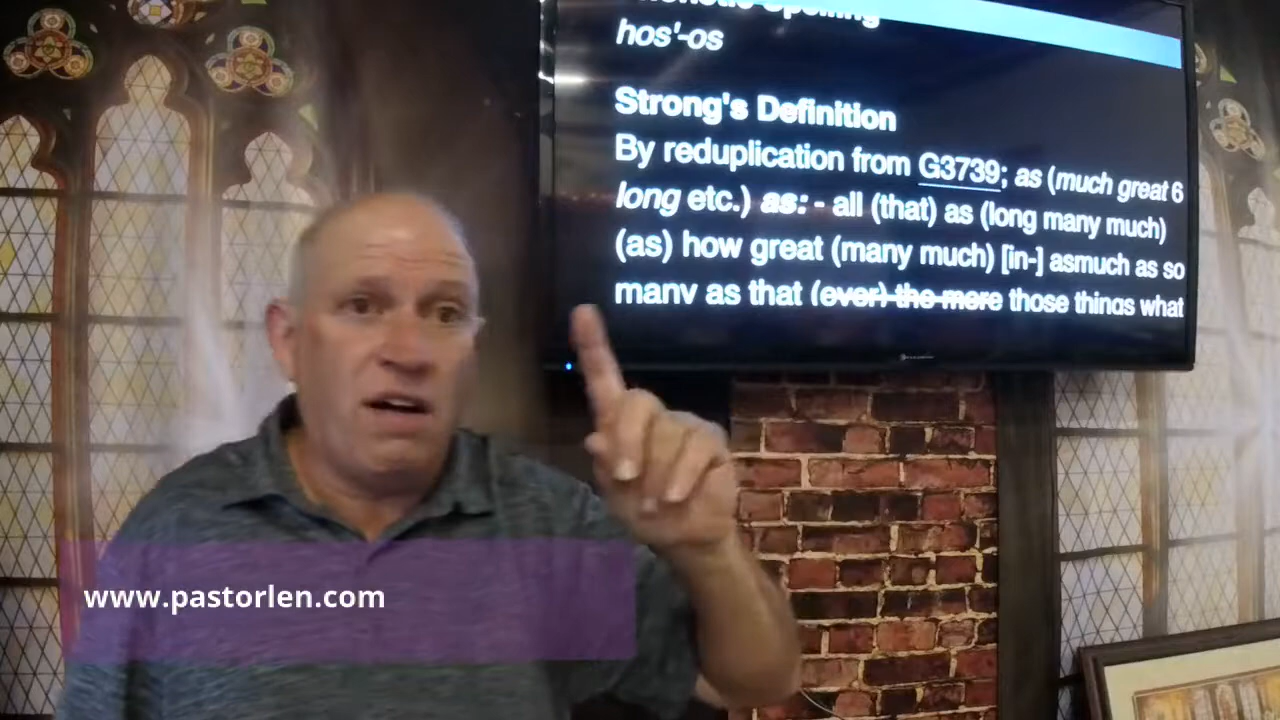 Phonetic Spelling
hos'-os
Strong's Definition
By reduplication from G3739; as (much great 6
long etc.) as: - all (that) as (long many much)
(as) how great (many much) [in-] asmuch as so
many as that (ever) the more those things what
www.pastorlen.com